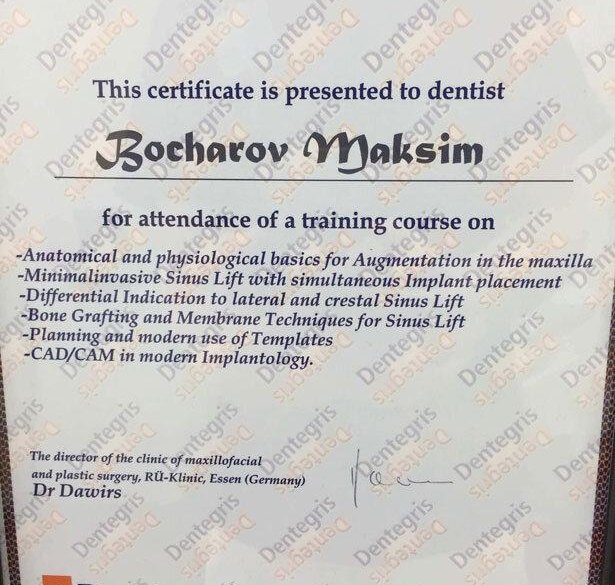 This certificate is presented to dentist
Bocharov Maksim
for attendance of a training course on
-Anatomical and physiological basics for Augmentation in the maxilla
-Minimalinvasive Sinus Lift with simultaneous Implant placement
-Differential Indication to lateral and crestal Sinus Lift
-Bone Grafting and Membrane Techniques for Sinus Lift
-Planning and modern use of Templates
-CAD/CAM in modern Implantology.
The director of the clinic of maxillofacial
and plastic surgery, RÜ-Klinic, Essen (Germany)
Dr Dawirs
Dentegris